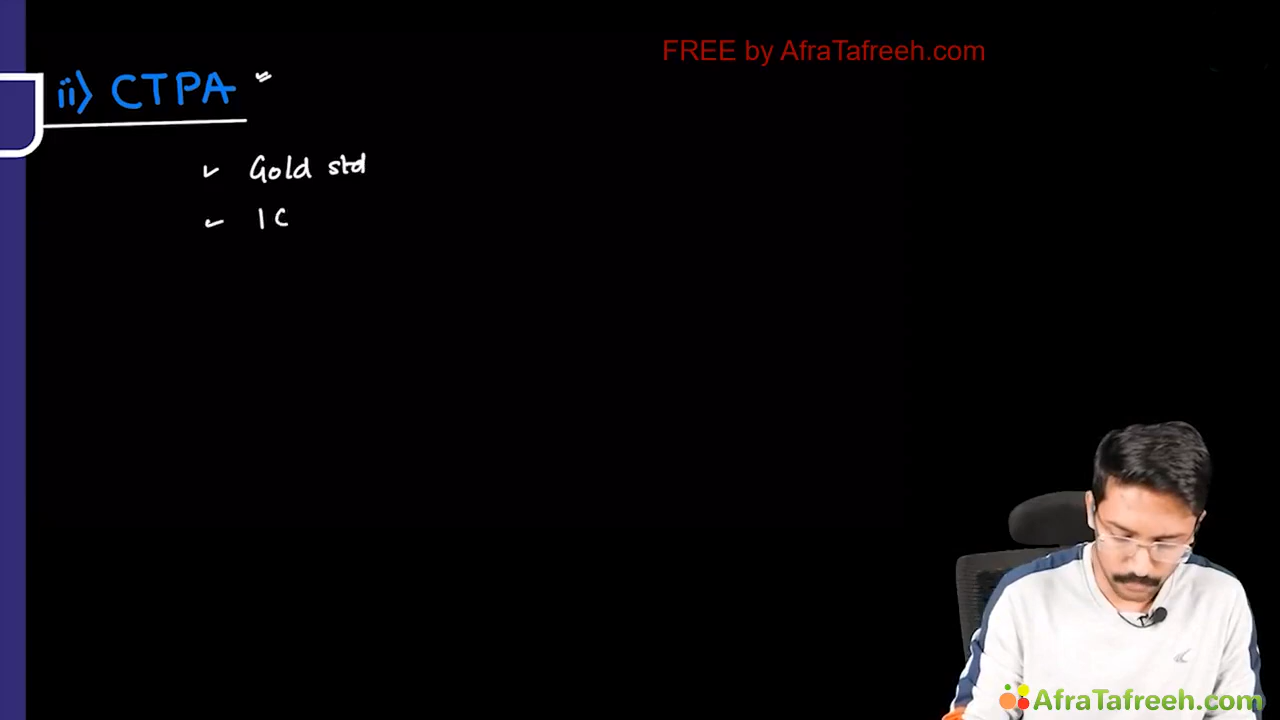 FREE by AfraTafreeh.com
ii) CTPA
Gold std
IC
AfraTafreeh.com